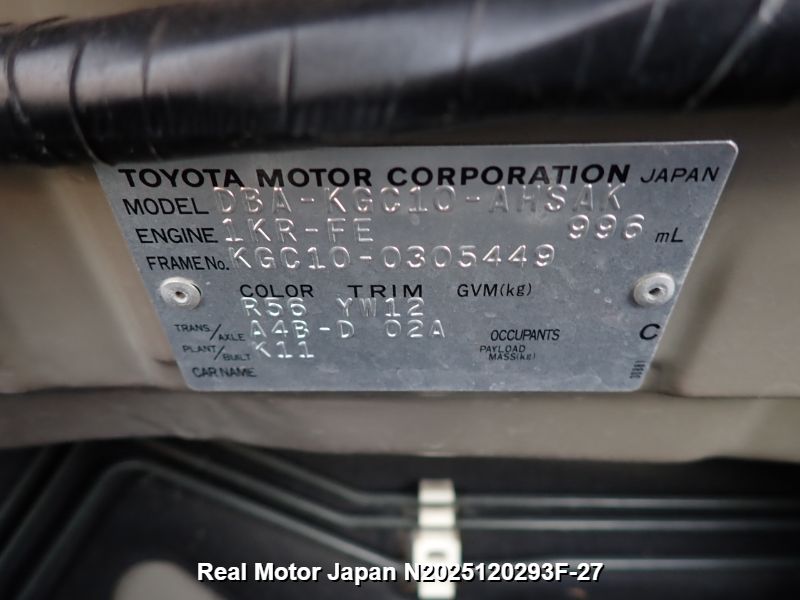 TOYOTA MOTOR CORPORATION JAPAN
MODEL DBA-KGC10-AHSAK
ENGINE 1KR-FE 996 mL
FRAME No. KGC10-0305449
COLOR TRIM GVM(kg)
R56 YW12
TRANS./AXLE A4B-D 02A OCCUPANTS C
PLANT/BUILT K11 PAYLOAD MASS(kg)
CAR NAME
Real Motor Japan N2025120293F-27